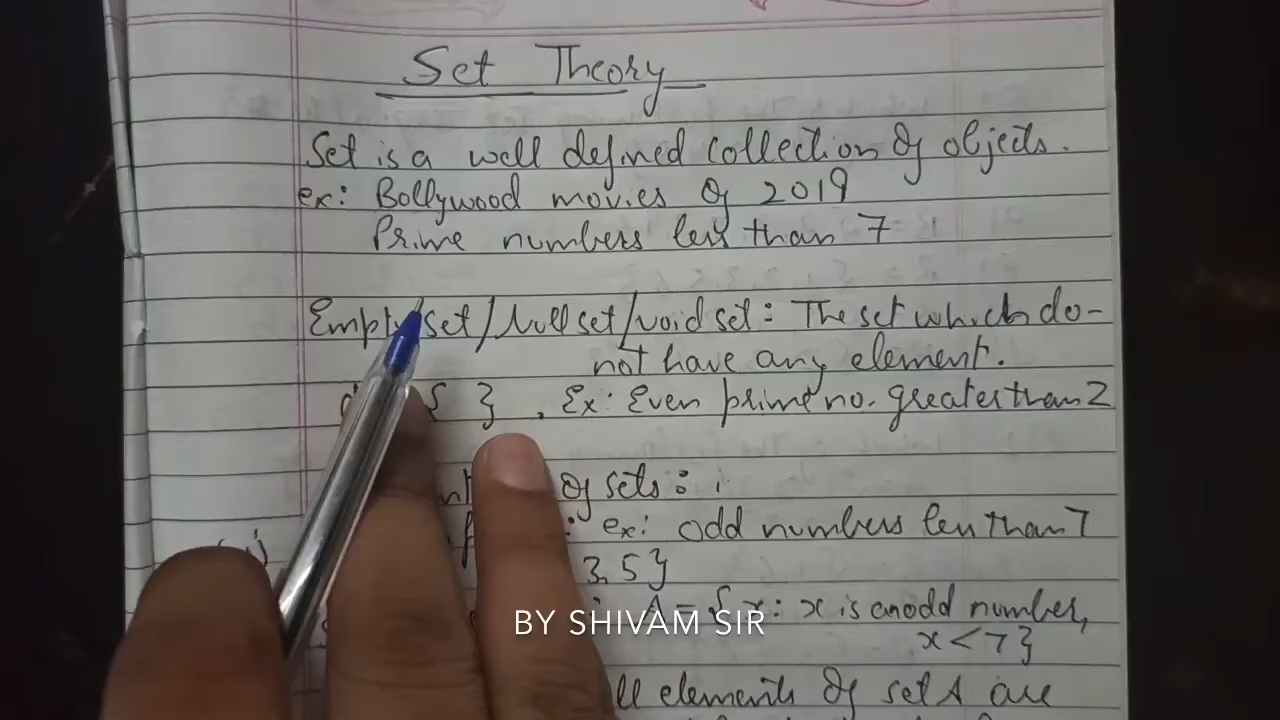 Set Theory
Set is a well defined collection of objects.
ex: Bollywood movies of 2019
Prime numbers less than 7
Empty set/Null set/void set: The set which do-
not have any element.
{ } , Ex: Even prime no. greater than 2
of sets:
ex: odd numbers less than 7
3, 5}
A = {x: x is an odd number,
x < 7}
elements of set A are
BY SHIVAM SIR